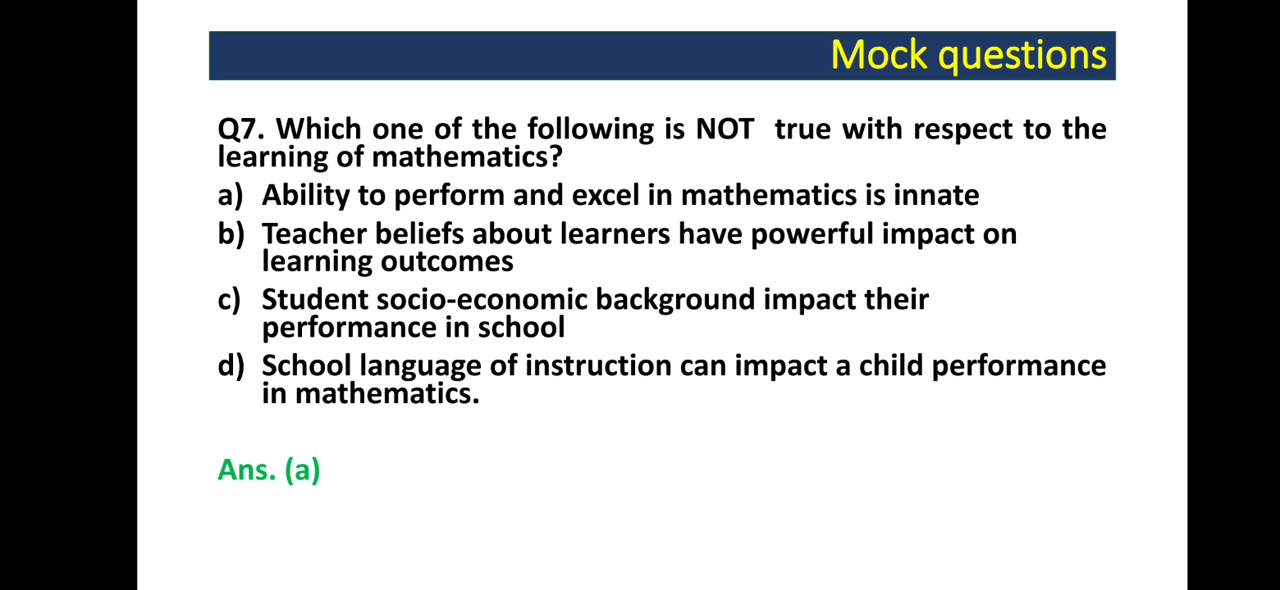 Mock questions
Q7. Which one of the following is NOT true with respect to the
learning of mathematics?
a) Ability to perform and excel in mathematics is innate
b) Teacher beliefs about learners have powerful impact on
learning outcomes
c) Student socio-economic background impact their
performance in school
d) School language of instruction can impact a child performance
in mathematics.
Ans. (a)